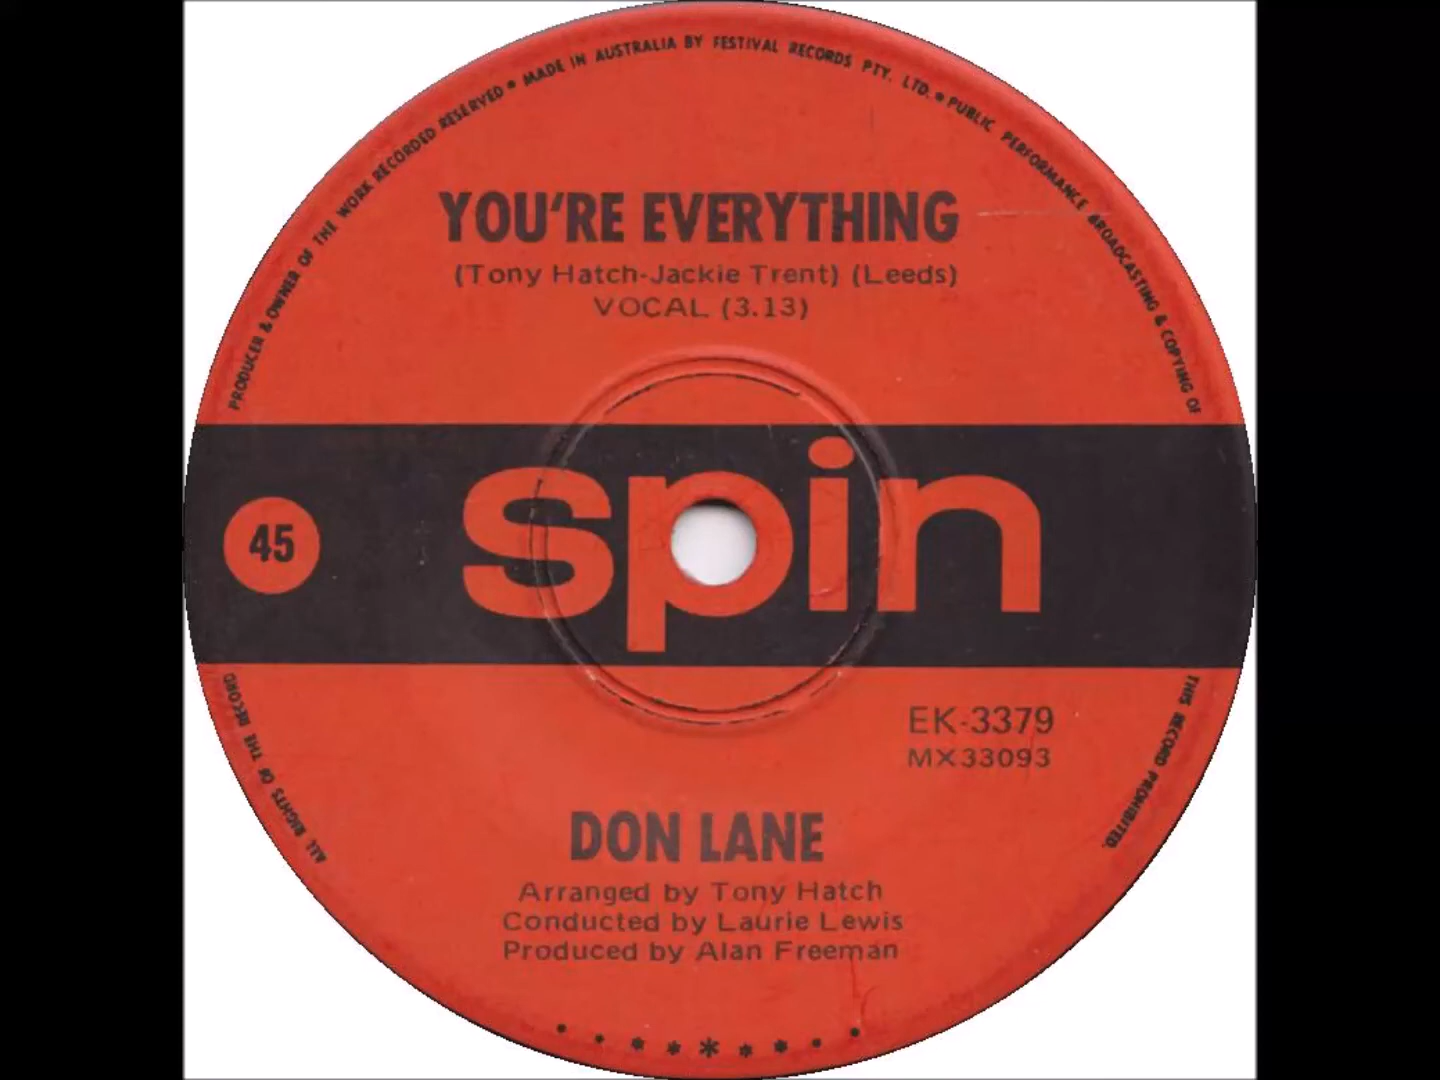 PRODUCER & OWNER OF THE WORK RECORDED RESERVED • MADE IN AUSTRALIA BY FESTIVAL RECORDS PTY. LTD. • PUBLIC PERFORMANCE BROADCASTING & COPYING OF
YOU'RE EVERYTHING
(Tony Hatch-Jackie Trent) (Leeds)
VOCAL (3.13)
45
spin
EK-3379
MX33093
ALL RIGHTS OF THE RECORD
THIS RECORD PROHIBITED.
DON LANE
Arranged by Tony Hatch
Conducted by Laurie Lewis
Produced by Alan Freeman